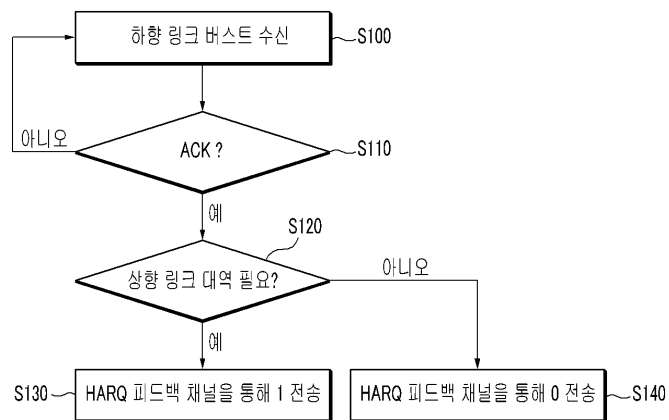 하향 링크 버스트 수신
S100
아니오
ACK ?
S110
예
S120
상향 링크 대역 필요?
아니오
예
S130
HARQ 피드백 채널을 통해 1 전송
HARQ 피드백 채널을 통해 0 전송
S140